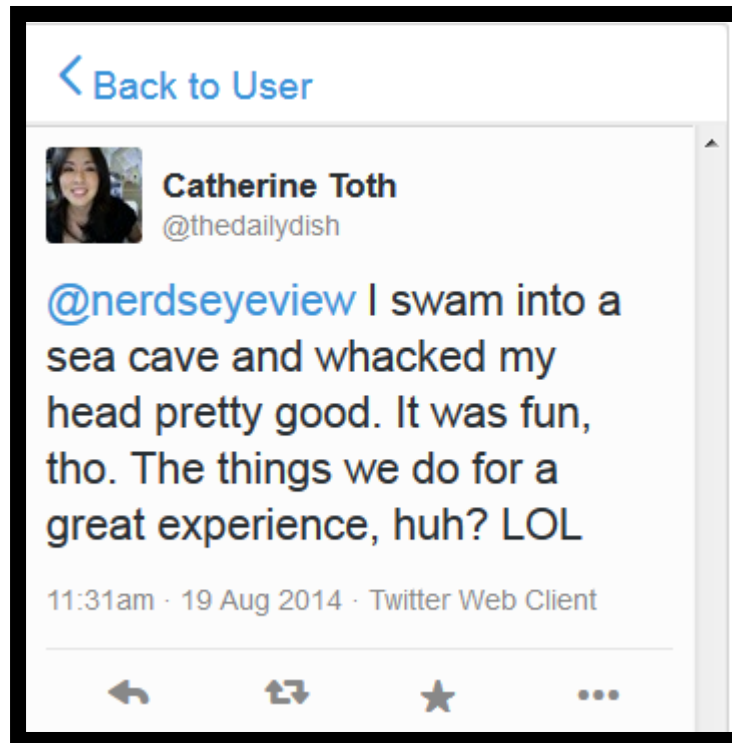 Back to User
Catherine Toth
@thedailydish
@nerdseyeview I swam into a
sea cave and whacked my
head pretty good. It was fun,
tho. The things we do for a
great experience, huh? LOL
11:31am · 19 Aug 2014 · Twitter Web Client